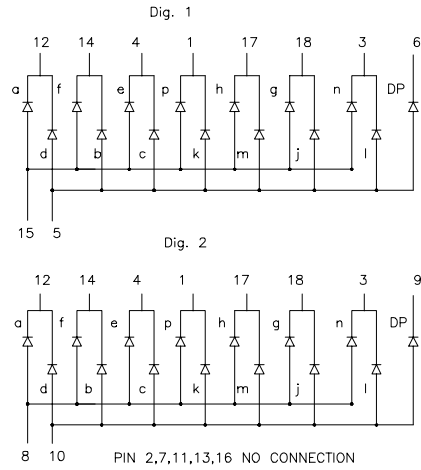 Dig. 1
12 14 4 1 17 18 3 6
a f e p h g n DP
d b c k m j l
15 5
Dig. 2
12 14 4 1 17 18 3 9
a f e p h g n DP
d b c k m j l
8 10
PIN 2,7,11,13,16 NO CONNECTION